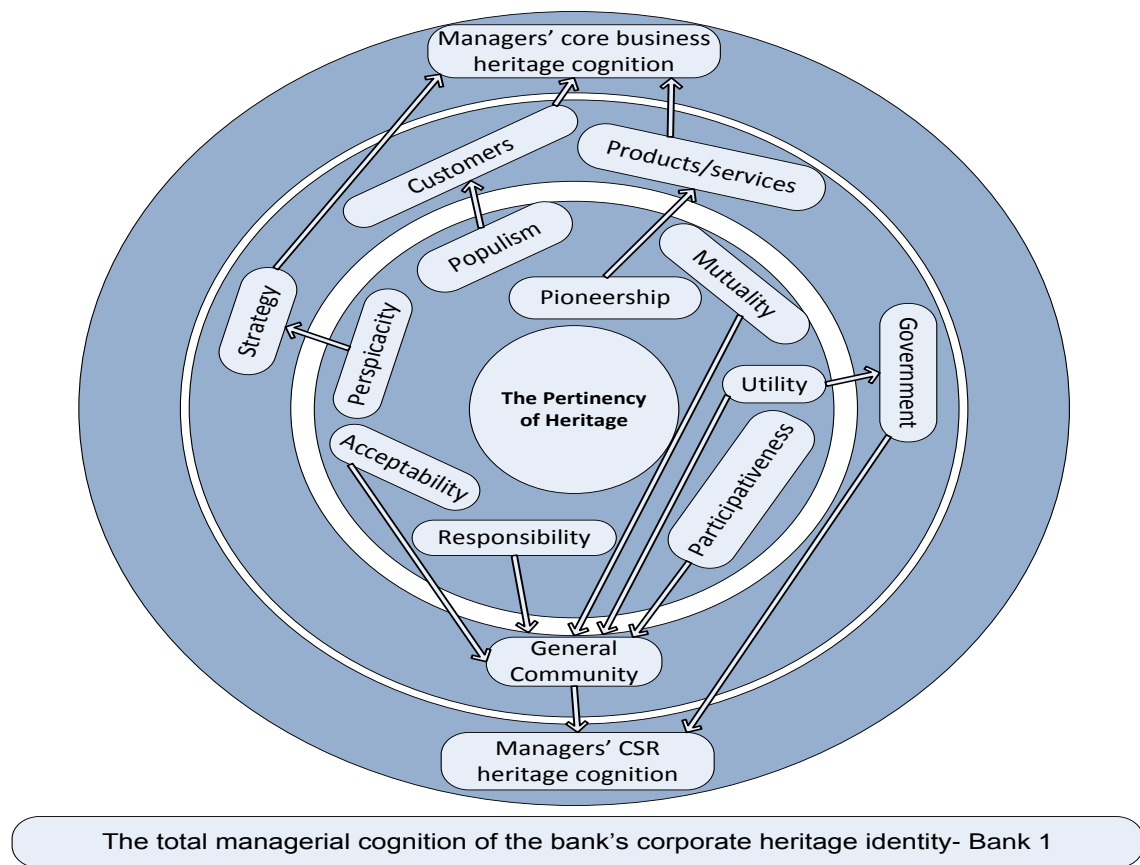 Managers' core business
heritage cognition
Customers
Products/services
Populism
Mutuality
Pioneership
Strategy
Perspicacity
Government
The Pertinency
of Heritage
Utility
Acceptability
Participativeness
Responsibility
General
Community
Managers' CSR
heritage cognition
The total managerial cognition of the bank's corporate heritage identity- Bank 1